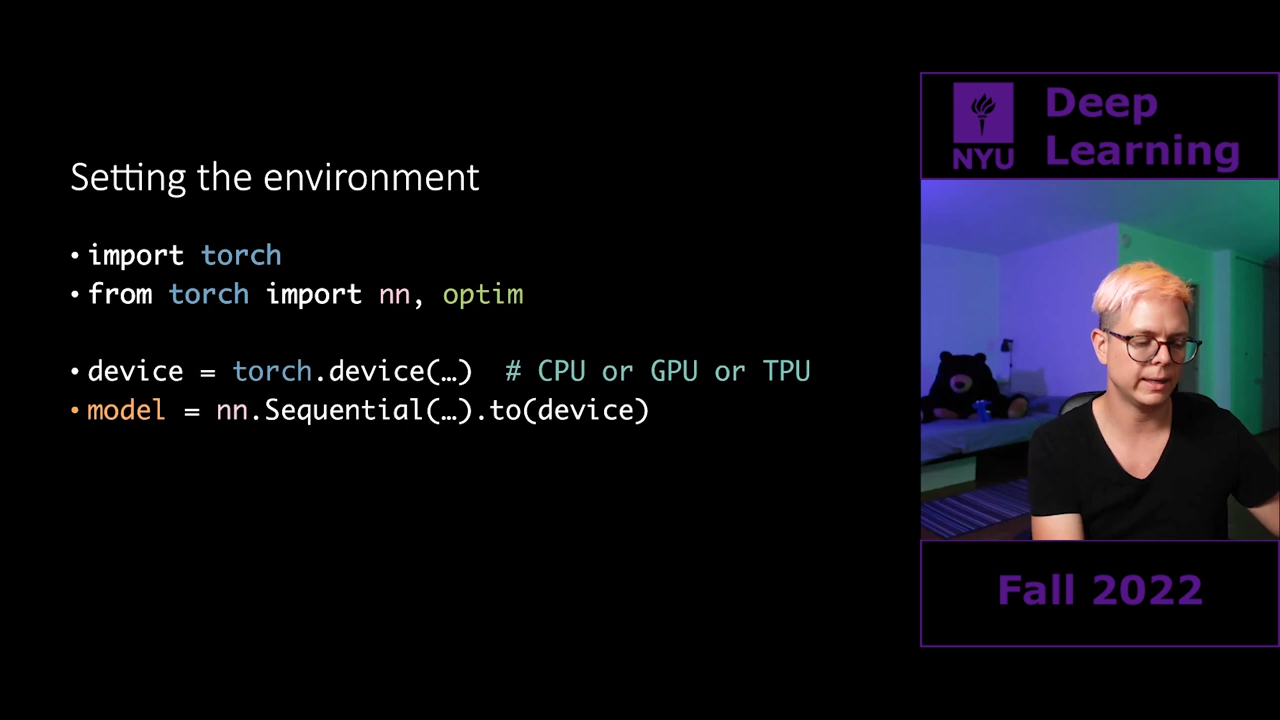 Setting the environment
• import torch
• from torch import nn, optim
• device = torch.device(…)  # CPU or GPU or TPU
• model = nn.Sequential(…).to(device)
NYU
Deep
Learning
Fall 2022